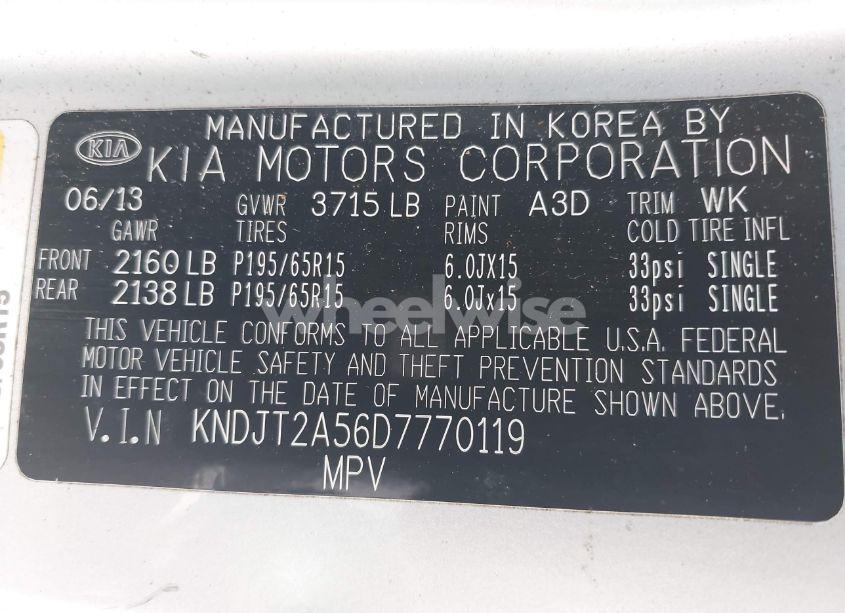 MANUFACTURED IN KOREA BY
KIA KIA MOTORS CORPORATION
06/13 GVWR 3715 LB PAINT A3D TRIM WK
GAWR TIRES RIMS COLD TIRE INFL
FRONT 2160 LB P195/65R15 6.0JX15 33psi SINGLE
REAR 2138 LB P195/65R15 6.0Jx15 33psi SINGLE
wheelwise
THIS VEHICLE CONFORMS TO ALL APPLICABLE U.S.A. FEDERAL
MOTOR VEHICLE SAFETY AND THEFT PREVENTION STANDARDS
IN EFFECT ON THE DATE OF MANUFACTURE SHOWN ABOVE.
V.I.N KNDJT2A56D7770119
MPV